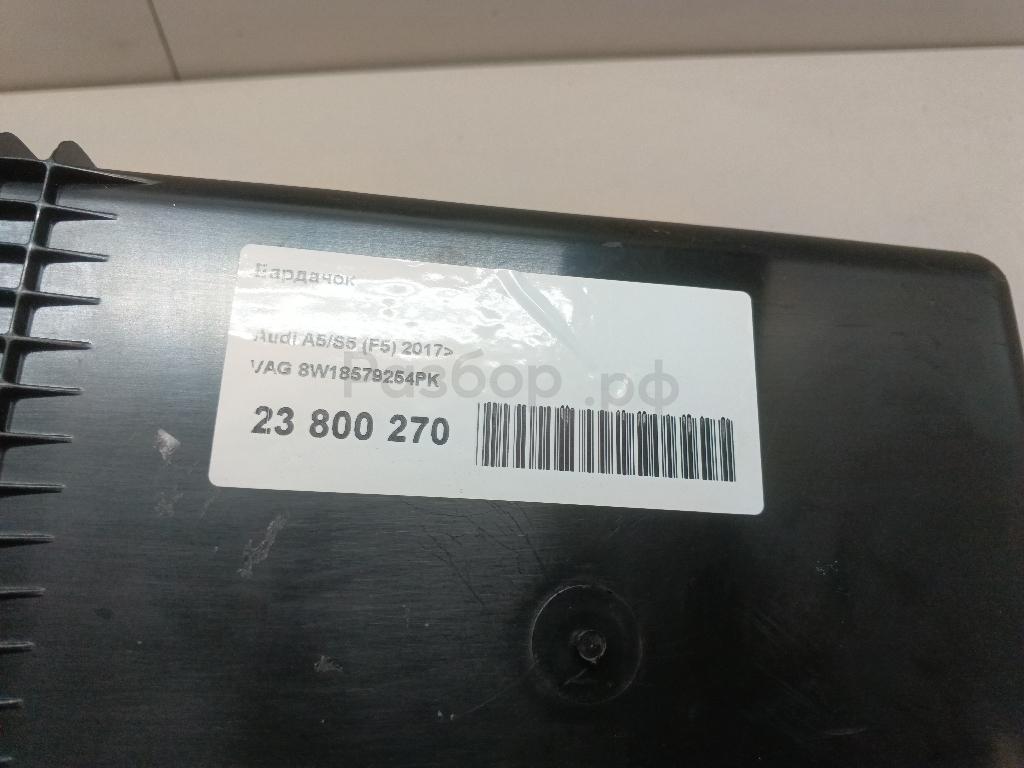 Бардачок
Audi A5/S5 (F5) 2017>
VAG 8W18579254PK
23 800 270
Разбор.рф